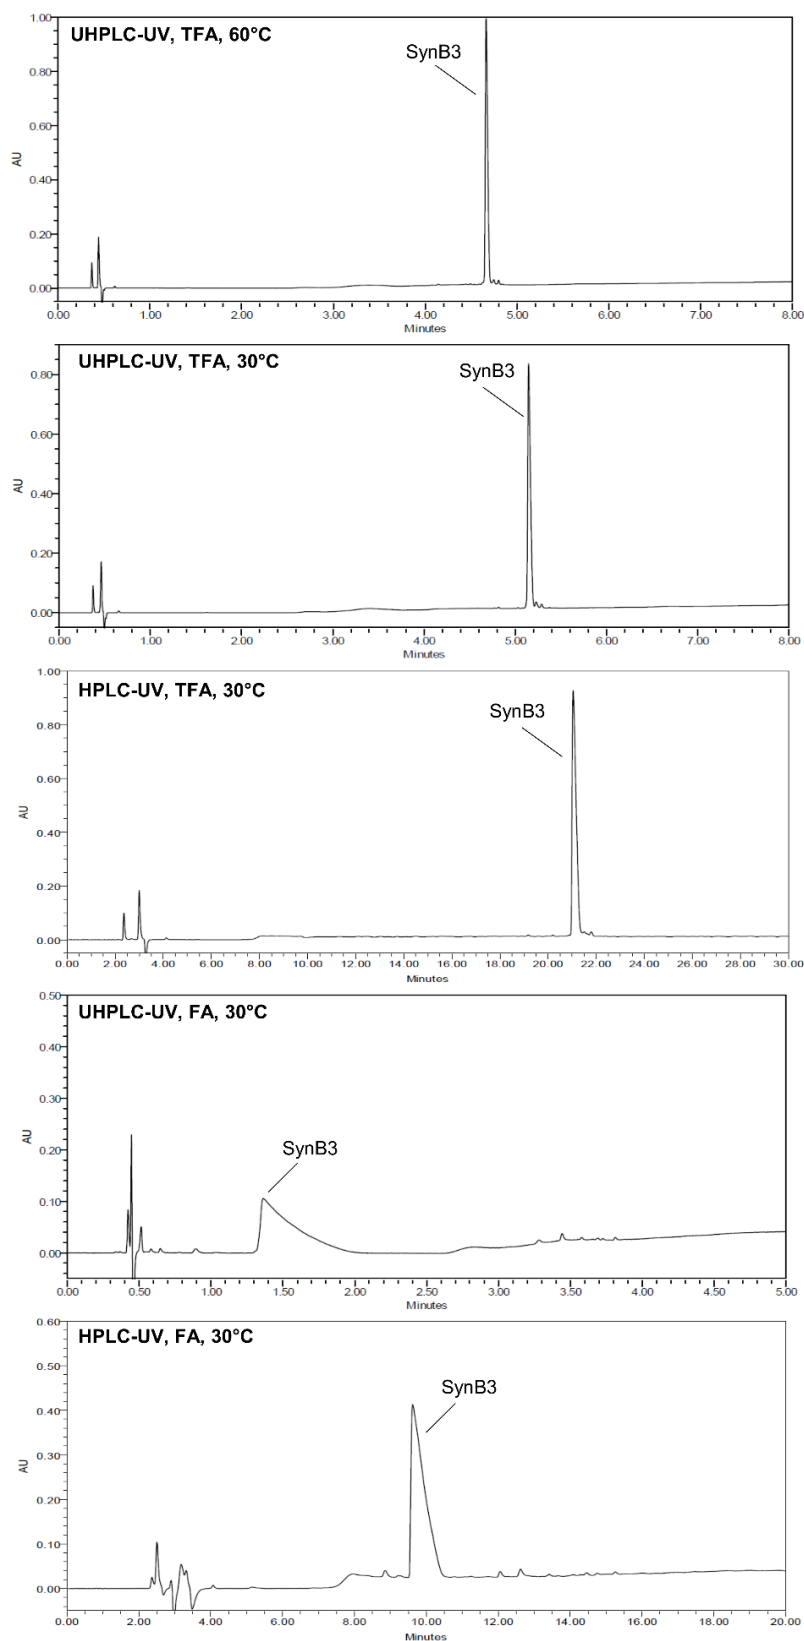 UHPLC-UV, TFA, 60°C
SynB3
1.00
0.80
0.60
0.40
0.20
0.00
AU
0.00 1.00 2.00 3.00 4.00 5.00 6.00 7.00 8.00
Minutes
UHPLC-UV, TFA, 30°C
SynB3
0.80
0.60
0.40
0.20
0.00
AU
0.00 1.00 2.00 3.00 4.00 5.00 6.00 7.00 8.00
Minutes
HPLC-UV, TFA, 30°C
SynB3
1.00
0.80
0.60
0.40
0.20
0.00
AU
0.00 2.00 4.00 6.00 8.00 10.00 12.00 14.00 16.00 18.00 20.00 22.00 24.00 26.00 28.00 30.00
Minutes
UHPLC-UV, FA, 30°C
SynB3
0.50
0.40
0.30
0.20
0.10
0.00
AU
0.00 0.50 1.00 1.50 2.00 2.50 3.00 3.50 4.00 4.50 5.00
Minutes
HPLC-UV, FA, 30°C
SynB3
0.60
0.50
0.40
0.30
0.20
0.10
0.00
AU
0.00 2.00 4.00 6.00 8.00 10.00 12.00 14.00 16.00 18.00 20.00
Minutes